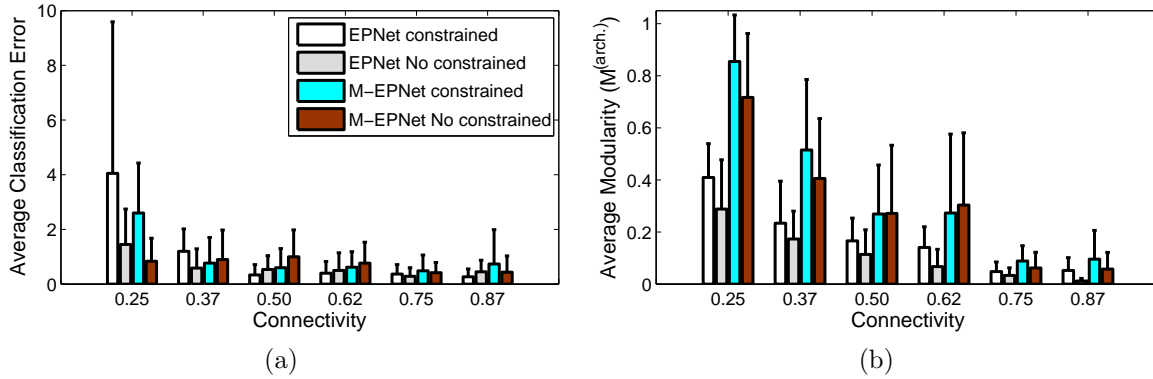 10
8
6
4
2
0
Average Classification Error
EPNet constrained
EPNet No constrained
M−EPNet constrained
M−EPNet No constrained
0.25 0.37 0.50 0.62 0.75 0.87
Connectivity
(a)
1
0.8
0.6
0.4
0.2
0
Average Modularity (M(arch.))
0.25 0.37 0.50 0.62 0.75 0.87
Connectivity
(b)